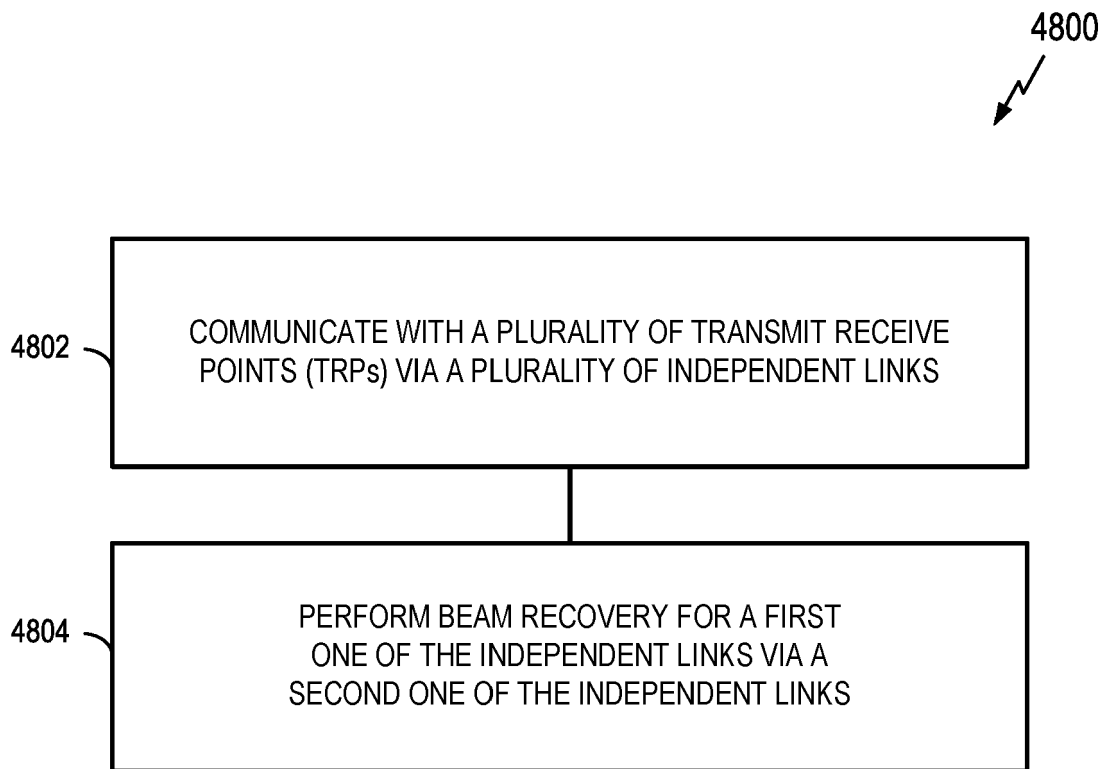 4800
4802
COMMUNICATE WITH A PLURALITY OF TRANSMIT RECEIVE
POINTS (TRPs) VIA A PLURALITY OF INDEPENDENT LINKS
4804
PERFORM BEAM RECOVERY FOR A FIRST
ONE OF THE INDEPENDENT LINKS VIA A
SECOND ONE OF THE INDEPENDENT LINKS